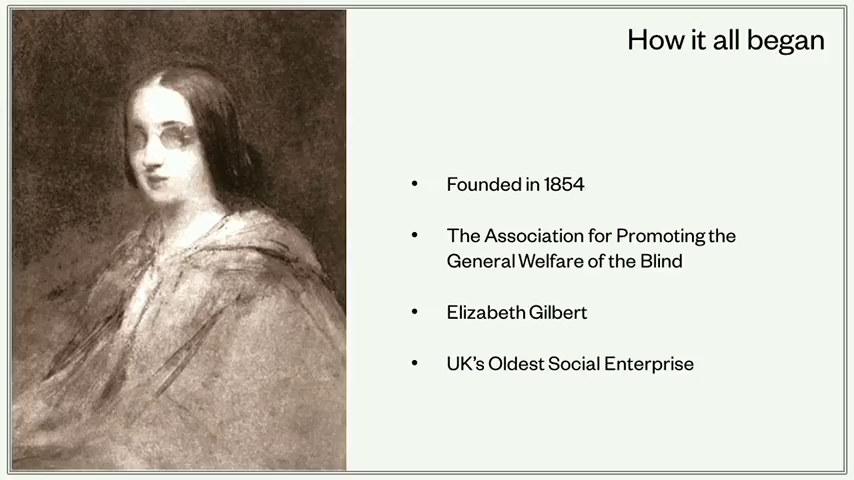 How it all began
• Founded in 1854
• The Association for Promoting the
General Welfare of the Blind
• Elizabeth Gilbert
• UK's Oldest Social Enterprise